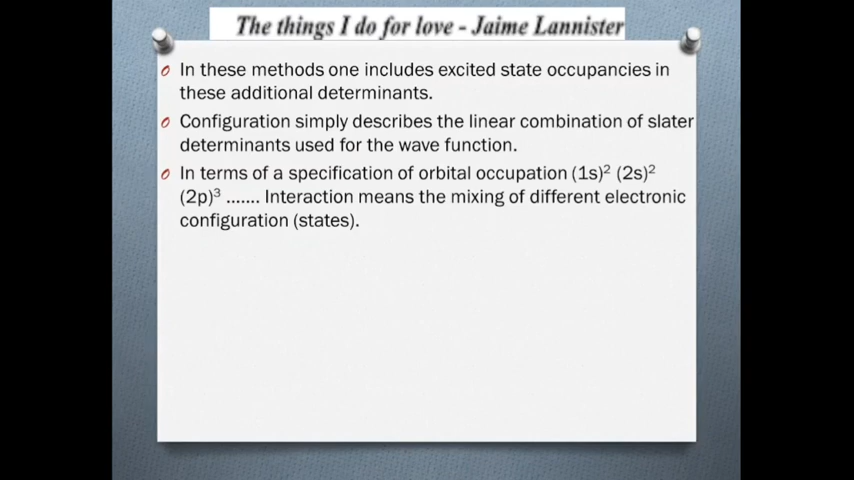 The things I do for love - Jaime Lannister
In these methods one includes excited state occupancies in
these additional determinants.
Configuration simply describes the linear combination of slater
determinants used for the wave function.
In terms of a specification of orbital occupation (1s)² (2s)²
(2p)³ ....... Interaction means the mixing of different electronic
configuration (states).